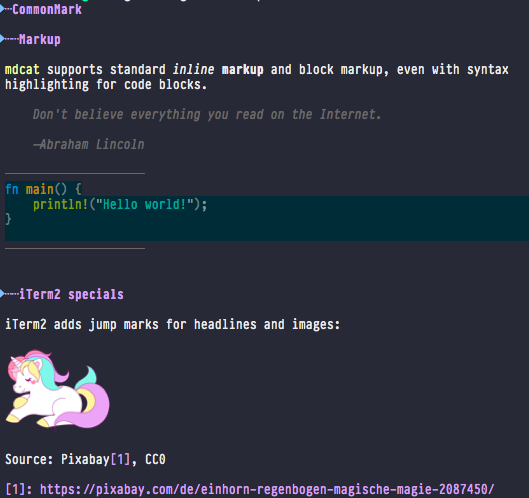 CommonMark
Markup
mdcat supports standard inline markup and block markup, even with syntax
highlighting for code blocks.
Don't believe everything you read on the Internet.
—Abraham Lincoln
fn main() {
println!("Hello world!");
}
iTerm2 specials
iTerm2 adds jump marks for headlines and images:
Source: Pixabay[1], CC0
[1]: https://pixabay.com/de/einhorn-regenbogen-magische-magie-2087450/